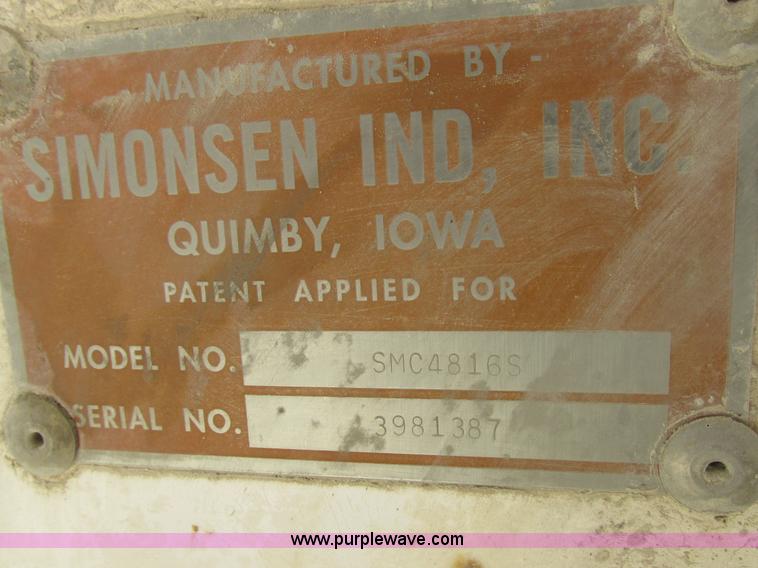 MANUFACTURED BY -
SIMONSEN IND, INC.
QUIMBY, IOWA
PATENT APPLIED FOR
MODEL NO. SMC4816S
SERIAL NO. 3981387
www.purplewave.com